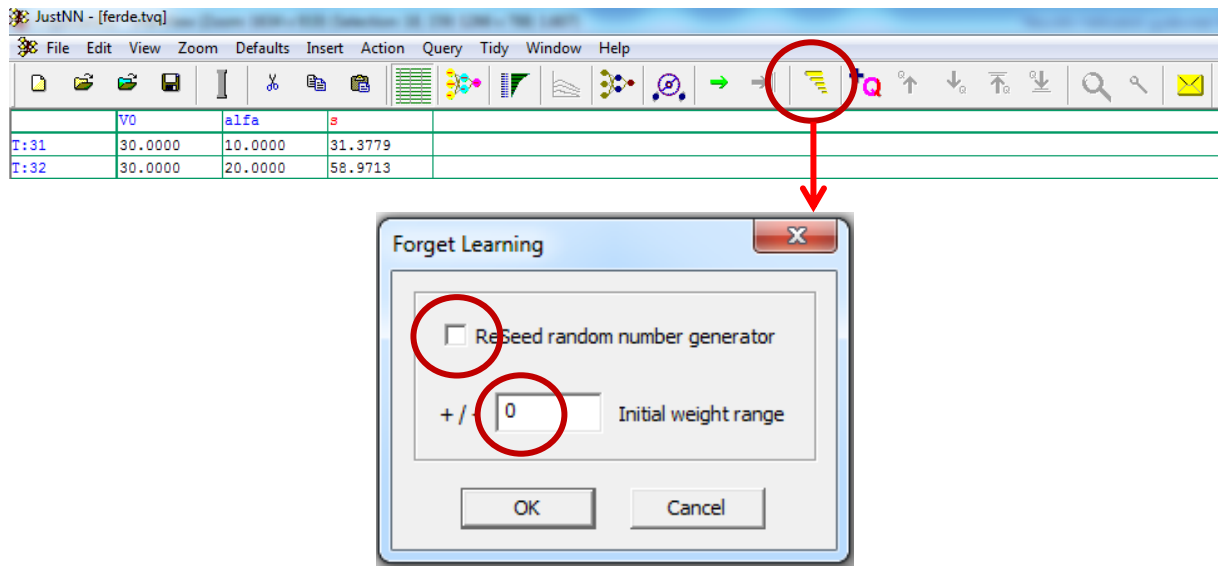 JustNN - [ferde.tvq]
File Edit View Zoom Defaults Insert Action Query Tidy Window Help
Q
V0 alfa s
T:31 30.0000 10.0000 31.3779
T:32 30.0000 20.0000 58.9713
Forget Learning
ReSeed random number generator
+ / - 0 Initial weight range
OK Cancel